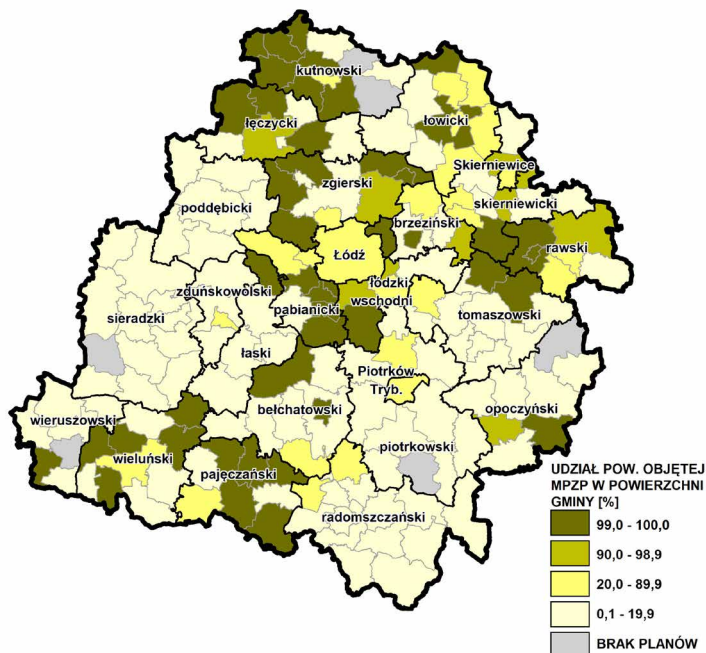 kutnowski
łęczycki
łowicki
Skierniewice
zgierski
skierniewicki
poddębicki
brzeziński
rawski
Łódź
łódzki
wschodni
zduńskowolski
pabianicki
sieradzki
tomaszowski
łaski
Piotrków
Tryb.
bełchatowski
wieruszowski
opoczyński
wieluński
piotrkowski
pajęczański
radomszczański
UDZIAŁ POW. OBJĘTEJ
MPZP W POWIERZCHNI
GMINY [%]
99,0 - 100,0
90,0 - 98,9
20,0 - 89,9
0,1 - 19,9
BRAK PLANÓW